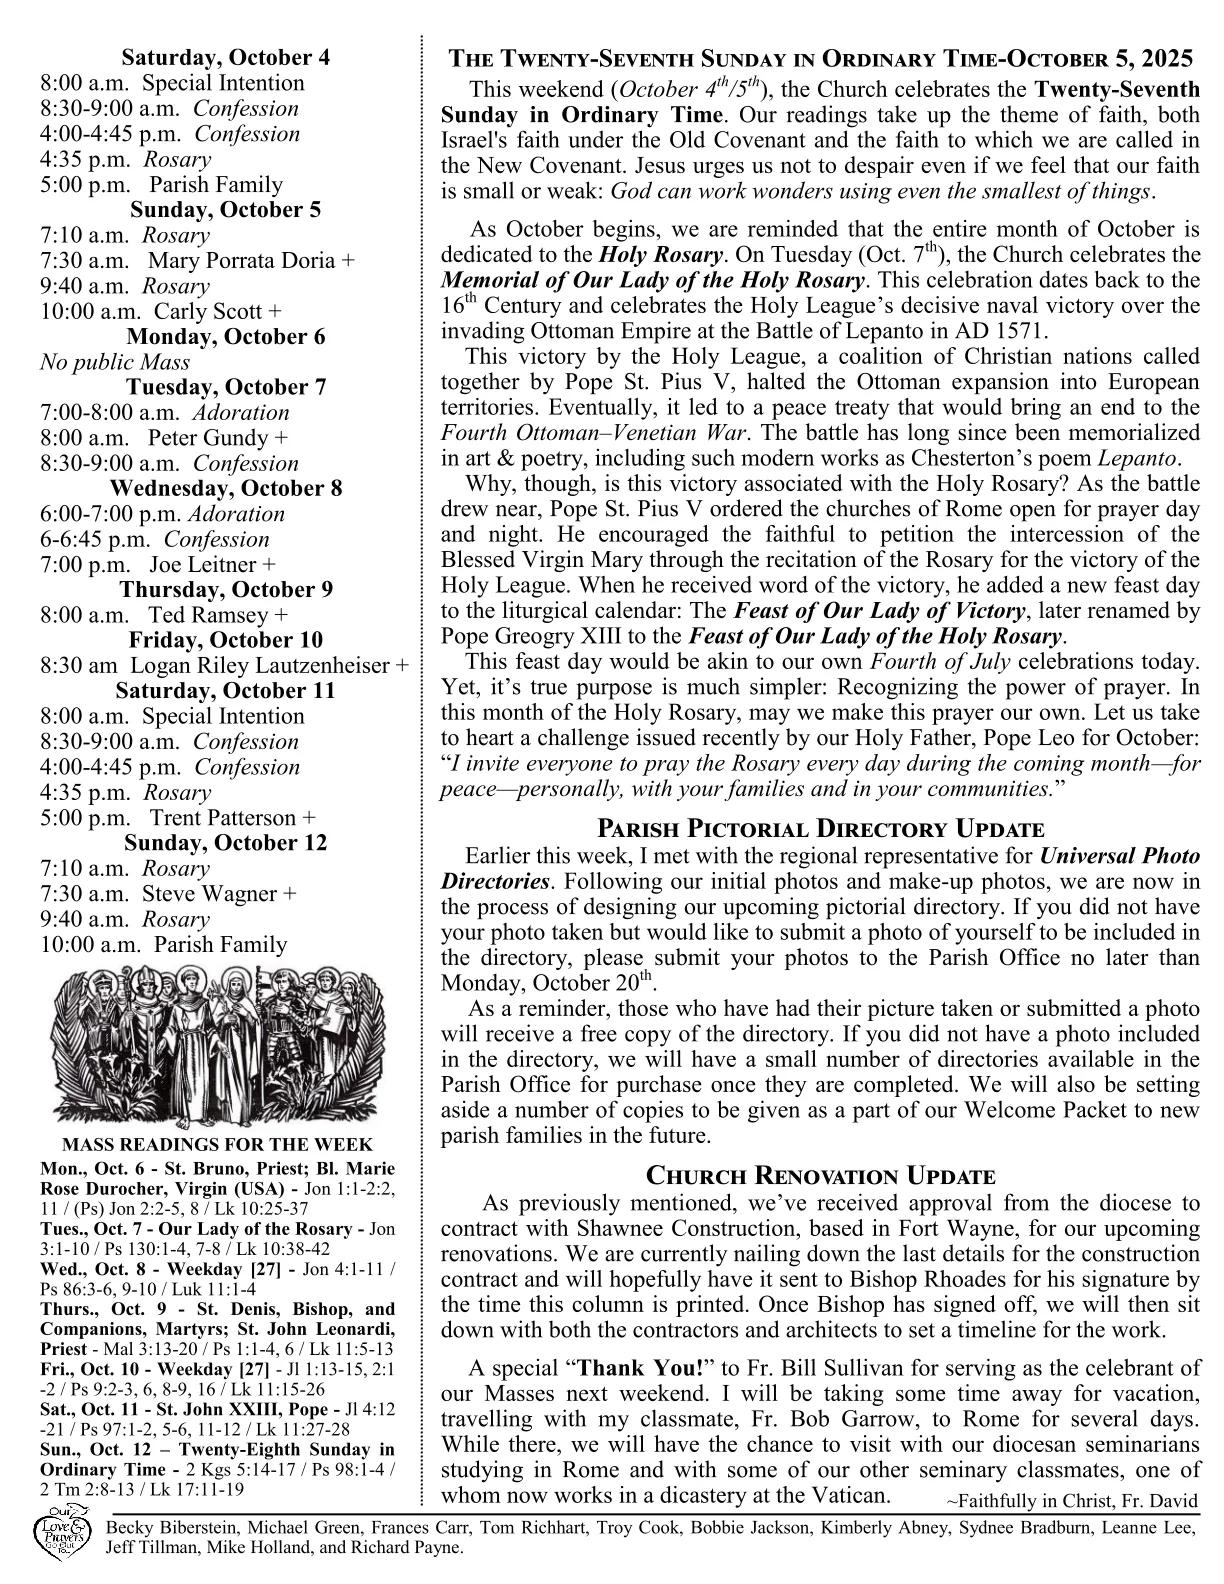 Saturday, October 4
8:00 a.m. Special Intention
8:30-9:00 a.m. Confession
4:00-4:45 p.m. Confession
4:35 p.m. Rosary
5:00 p.m. Parish Family
Sunday, October 5
7:10 a.m. Rosary
7:30 a.m. Mary Porrata Doria +
9:40 a.m. Rosary
10:00 a.m. Carly Scott +
Monday, October 6
No public Mass
Tuesday, October 7
7:00-8:00 a.m. Adoration
8:00 a.m. Peter Gundy +
8:30-9:00 a.m. Confession
Wednesday, October 8
6:00-7:00 p.m. Adoration
6-6:45 p.m. Confession
7:00 p.m. Joe Leitner +
Thursday, October 9
8:00 a.m. Ted Ramsey +
Friday, October 10
8:30 am Logan Riley Lautzenheiser +
Saturday, October 11
8:00 a.m. Special Intention
8:30-9:00 a.m. Confession
4:00-4:45 p.m. Confession
4:35 p.m. Rosary
5:00 p.m. Trent Patterson +
Sunday, October 12
7:10 a.m. Rosary
7:30 a.m. Steve Wagner +
9:40 a.m. Rosary
10:00 a.m. Parish Family
MASS READINGS FOR THE WEEK
Mon., Oct. 6 - St. Bruno, Priest; Bl. Marie
Rose Durocher, Virgin (USA) - Jon 1:1-2:2,
11 / (Ps) Jon 2:2-5, 8 / Lk 10:25-37
Tues., Oct. 7 - Our Lady of the Rosary - Jon
3:1-10 / Ps 130:1-4, 7-8 / Lk 10:38-42
Wed., Oct. 8 - Weekday [27] - Jon 4:1-11 /
Ps 86:3-6, 9-10 / Luk 11:1-4
Thurs., Oct. 9 - St. Denis, Bishop, and
Companions, Martyrs; St. John Leonardi,
Priest - Mal 3:13-20 / Ps 1:1-4, 6 / Lk 11:5-13
Fri., Oct. 10 - Weekday [27] - Jl 1:13-15, 2:1
-2 / Ps 9:2-3, 6, 8-9, 16 / Lk 11:15-26
Sat., Oct. 11 - St. John XXIII, Pope - Jl 4:12
-21 / Ps 97:1-2, 5-6, 11-12 / Lk 11:27-28
Sun., Oct. 12 – Twenty-Eighth Sunday in
Ordinary Time - 2 Kgs 5:14-17 / Ps 98:1-4 /
2 Tm 2:8-13 / Lk 17:11-19
THE TWENTY-SEVENTH SUNDAY IN ORDINARY TIME-OCTOBER 5, 2025
This weekend (October 4th/5th), the Church celebrates the Twenty-Seventh
Sunday in Ordinary Time. Our readings take up the theme of faith, both
Israel's faith under the Old Covenant and the faith to which we are called in
the New Covenant. Jesus urges us not to despair even if we feel that our faith
is small or weak: God can work wonders using even the smallest of things.
As October begins, we are reminded that the entire month of October is
dedicated to the Holy Rosary. On Tuesday (Oct. 7th), the Church celebrates the
Memorial of Our Lady of the Holy Rosary. This celebration dates back to the
16th Century and celebrates the Holy League's decisive naval victory over the
invading Ottoman Empire at the Battle of Lepanto in AD 1571.
This victory by the Holy League, a coalition of Christian nations called
together by Pope St. Pius V, halted the Ottoman expansion into European
territories. Eventually, it led to a peace treaty that would bring an end to the
Fourth Ottoman–Venetian War. The battle has long since been memorialized
in art & poetry, including such modern works as Chesterton's poem Lepanto.
Why, though, is this victory associated with the Holy Rosary? As the battle
drew near, Pope St. Pius V ordered the churches of Rome open for prayer day
and night. He encouraged the faithful to petition the intercession of the
Blessed Virgin Mary through the recitation of the Rosary for the victory of the
Holy League. When he received word of the victory, he added a new feast day
to the liturgical calendar: The Feast of Our Lady of Victory, later renamed by
Pope Greogry XIII to the Feast of Our Lady of the Holy Rosary.
This feast day would be akin to our own Fourth of July celebrations today.
Yet, it's true purpose is much simpler: Recognizing the power of prayer. In
this month of the Holy Rosary, may we make this prayer our own. Let us take
to heart a challenge issued recently by our Holy Father, Pope Leo for October:
“I invite everyone to pray the Rosary every day during the coming month—for
peace—personally, with your families and in your communities.”
PARISH PICTORIAL DIRECTORY UPDATE
Earlier this week, I met with the regional representative for Universal Photo
Directories. Following our initial photos and make-up photos, we are now in
the process of designing our upcoming pictorial directory. If you did not have
your photo taken but would like to submit a photo of yourself to be included in
the directory, please submit your photos to the Parish Office no later than
Monday, October 20th.
As a reminder, those who have had their picture taken or submitted a photo
will receive a free copy of the directory. If you did not have a photo included
in the directory, we will have a small number of directories available in the
Parish Office for purchase once they are completed. We will also be setting
aside a number of copies to be given as a part of our Welcome Packet to new
parish families in the future.
CHURCH RENOVATION UPDATE
As previously mentioned, we've received approval from the diocese to
contract with Shawnee Construction, based in Fort Wayne, for our upcoming
renovations. We are currently nailing down the last details for the construction
contract and will hopefully have it sent to Bishop Rhoades for his signature by
the time this column is printed. Once Bishop has signed off, we will then sit
down with both the contractors and architects to set a timeline for the work.
A special “Thank You!” to Fr. Bill Sullivan for serving as the celebrant of
our Masses next weekend. I will be taking some time away for vacation,
travelling with my classmate, Fr. Bob Garrow, to Rome for several days.
While there, we will have the chance to visit with our diocesan seminarians
studying in Rome and with some of our other seminary classmates, one of
whom now works in a dicastery at the Vatican. ~Faithfully in Christ, Fr. David
Our
Love &
Prayers
Go Out
To...
Becky Biberstein, Michael Green, Frances Carr, Tom Richhart, Troy Cook, Bobbie Jackson, Kimberly Abney, Sydnee Bradburn, Leanne Lee,
Jeff Tillman, Mike Holland, and Richard Payne.